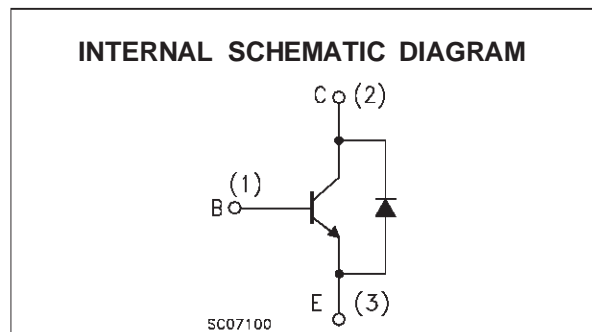 INTERNAL SCHEMATIC DIAGRAM
C (2)
(1)
B
E (3)
SC07100